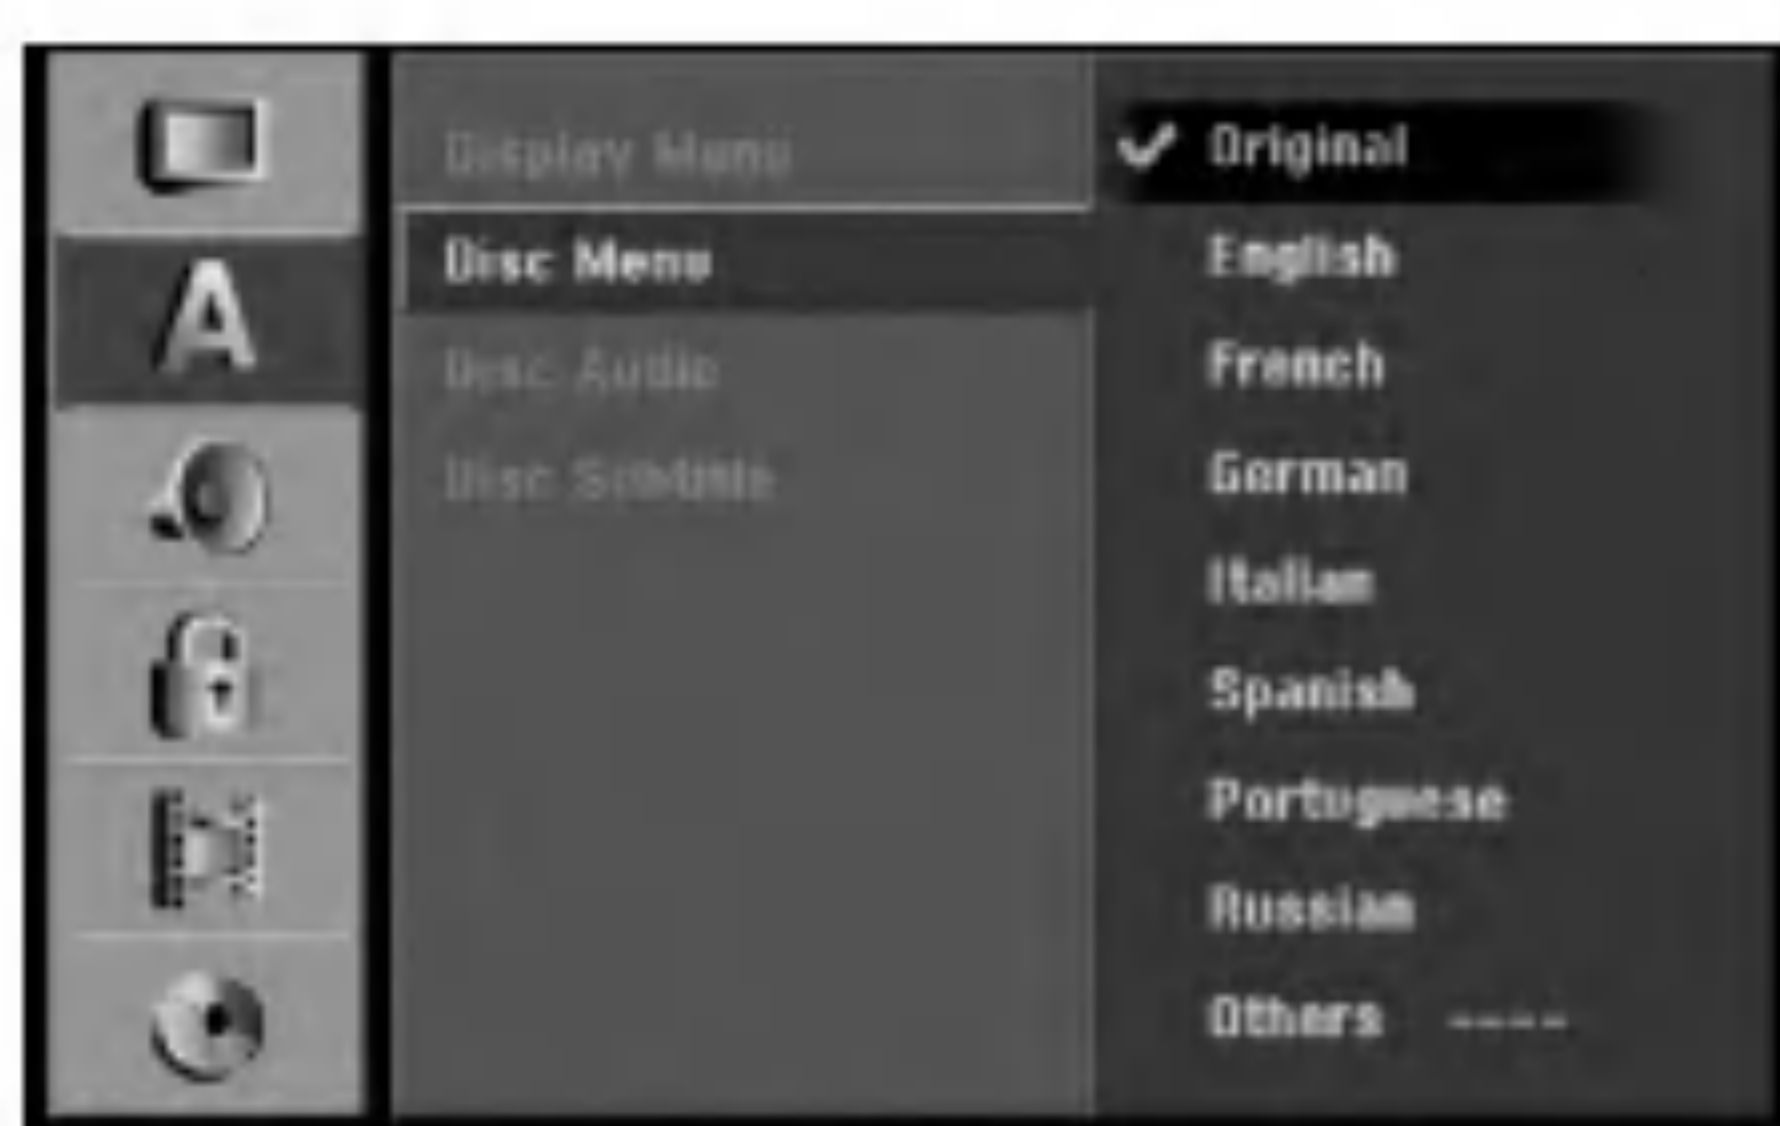 A
Display Menu
Disc Menu
Disc Audio
Disc Subtitle
✓ Original
English
French
German
Italian
Spanish
Portuguese
Russian
Others ----